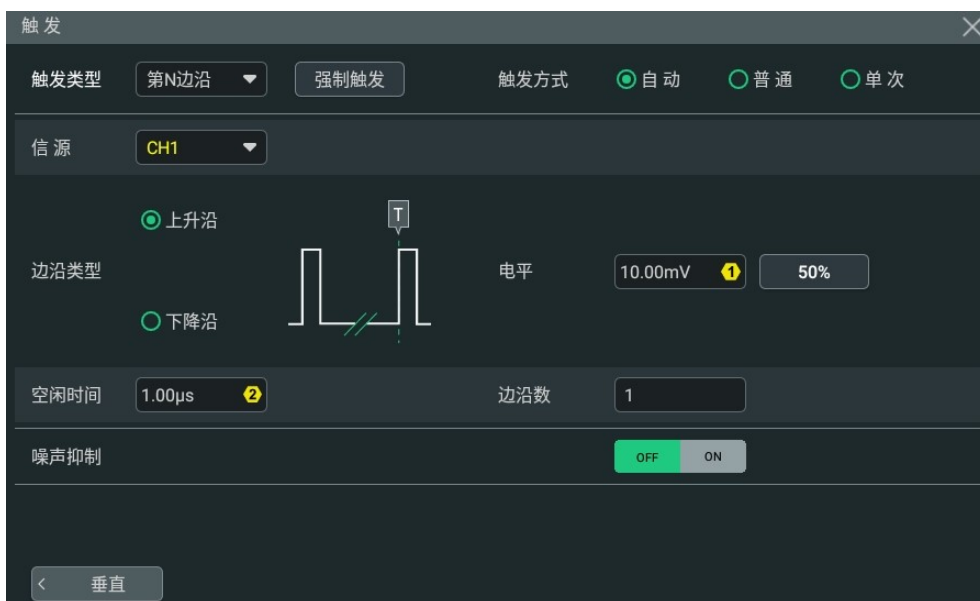 触发
触发类型 第N边沿 强制触发 触发方式 自动 普通 单次
信源 CH1
T
上升沿
边沿类型 电平 10.00mV 1 50%
下降沿
空闲时间 1.00µs 2 边沿数 1
噪声抑制 OFF ON
< 垂直